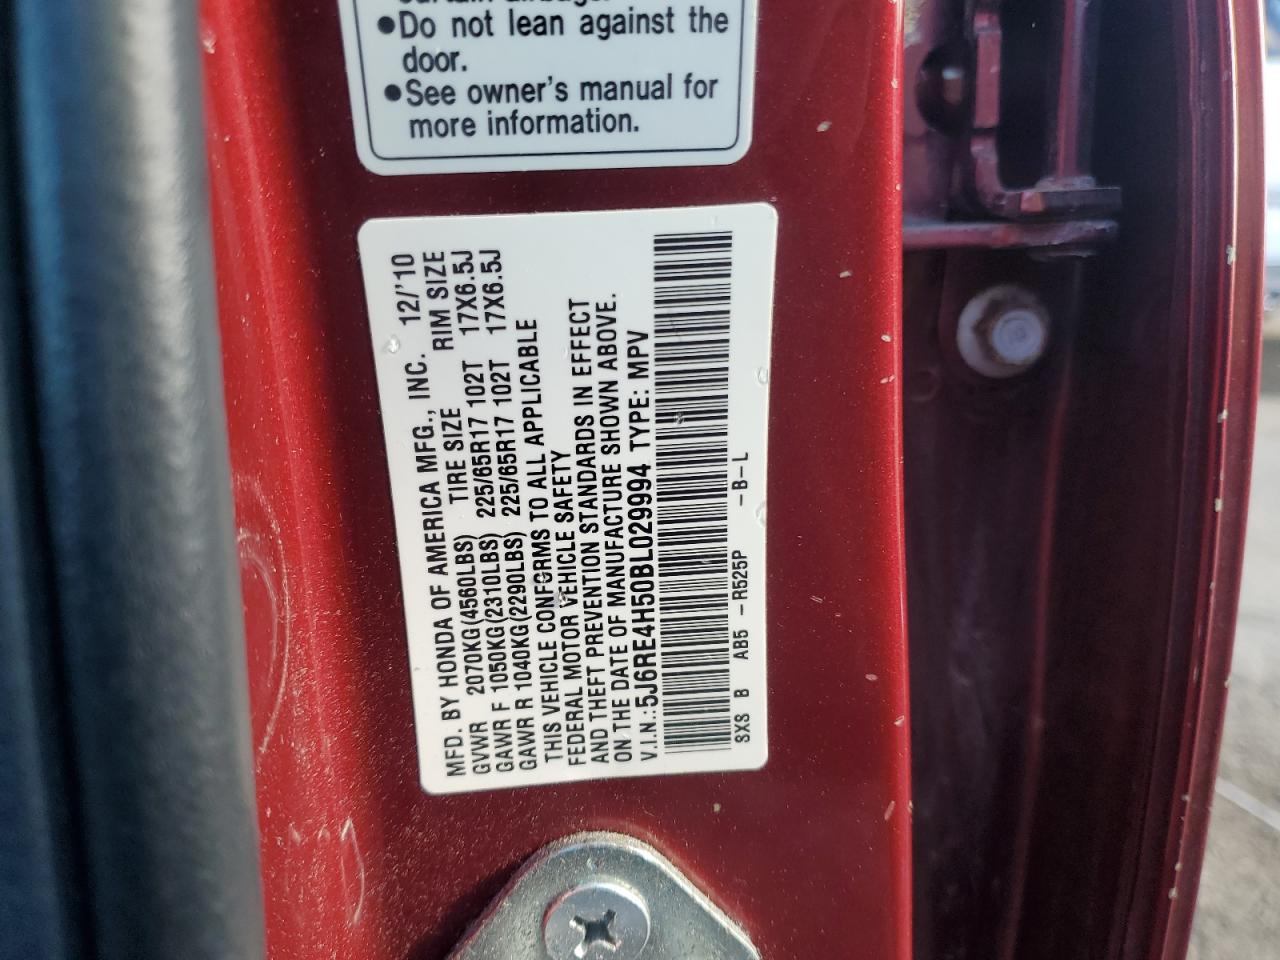 ●Do not lean against the
door.
●See owner's manual for
more information.
MFD. BY HONDA OF AMERICA MFG., INC. 12/'10
GVWR 2070KG(4560LBS) TIRE SIZE RIM SIZE
GAWR F 1050KG(2310LBS) 225/65R17 102T 17X6.5J
GAWR R 1040KG(2290LBS) 225/65R17 102T 17X6.5J
THIS VEHICLE CONFORMS TO ALL APPLICABLE
FEDERAL MOTOR VEHICLE SAFETY
AND THEFT PREVENTION STANDARDS IN EFFECT
ON THE DATE OF MANUFACTURE SHOWN ABOVE.
V.I.N.:5J6RE4H50BL029994 TYPE: MPV
SXS B AB5 -R525P -B-L